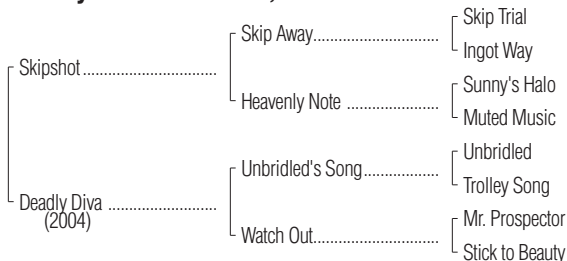 Skip Trial
Skip Away
Ingot Way
Skipshot
Sunny's Halo
Heavenly Note
Muted Music
Unbridled
Unbridled's Song
Trolley Song
Deadly Diva
(2004)
Mr. Prospector
Watch Out
Stick to Beauty